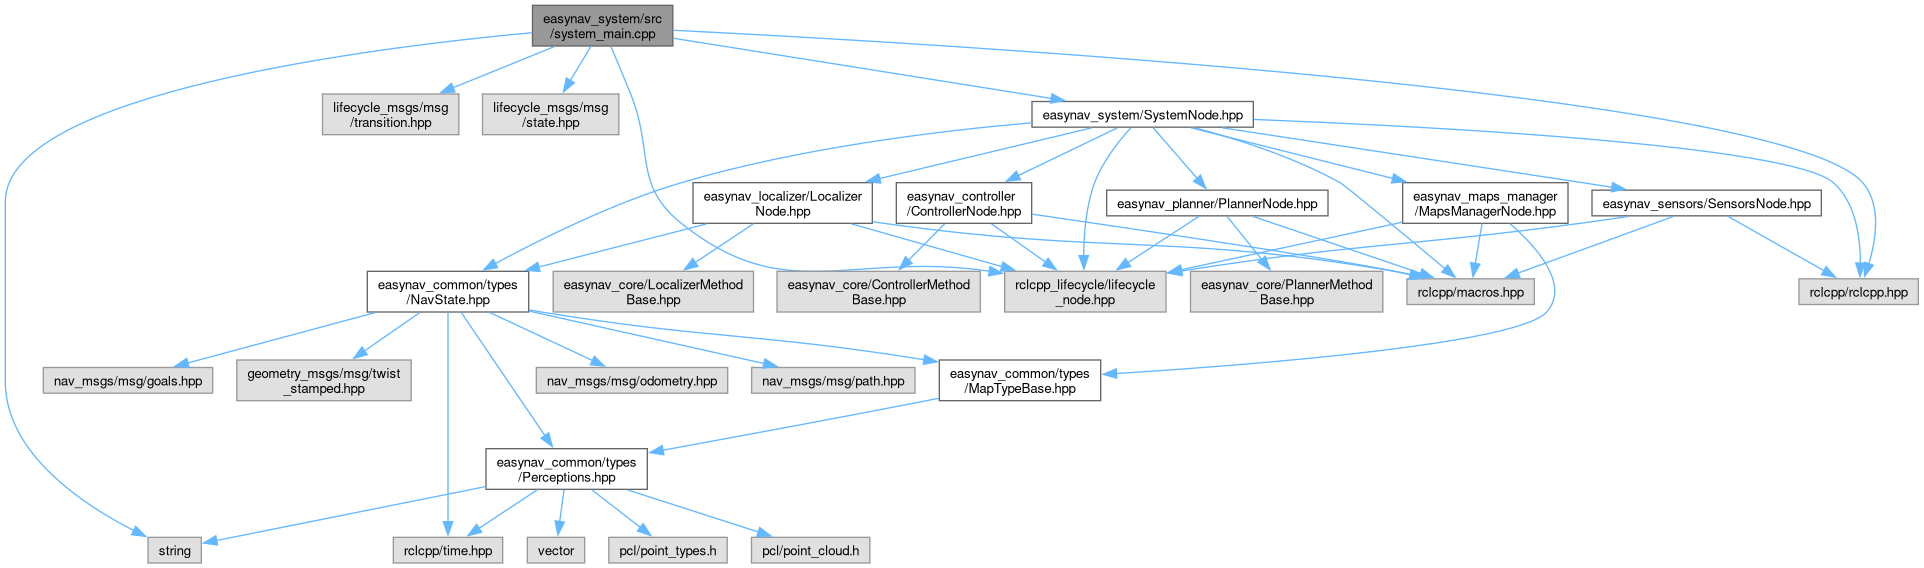 easynav_system/src
/system_main.cpp
lifecycle_msgs/msg
/transition.hpp
lifecycle_msgs/msg
/state.hpp
easynav_system/SystemNode.hpp
easynav_localizer/Localizer
Node.hpp
easynav_controller
/ControllerNode.hpp
easynav_planner/PlannerNode.hpp
easynav_maps_manager
/MapsManagerNode.hpp
easynav_sensors/SensorsNode.hpp
easynav_common/types
/NavState.hpp
easynav_core/LocalizerMethod
Base.hpp
easynav_core/ControllerMethod
Base.hpp
rclcpp_lifecycle/lifecycle
_node.hpp
easynav_core/PlannerMethod
Base.hpp
rclcpp/macros.hpp
rclcpp/rclcpp.hpp
nav_msgs/msg/goals.hpp
geometry_msgs/msg/twist
_stamped.hpp
nav_msgs/msg/odometry.hpp
nav_msgs/msg/path.hpp
easynav_common/types
/MapTypeBase.hpp
easynav_common/types
/Perceptions.hpp
string
rclcpp/time.hpp
vector
pcl/point_types.h
pcl/point_cloud.h